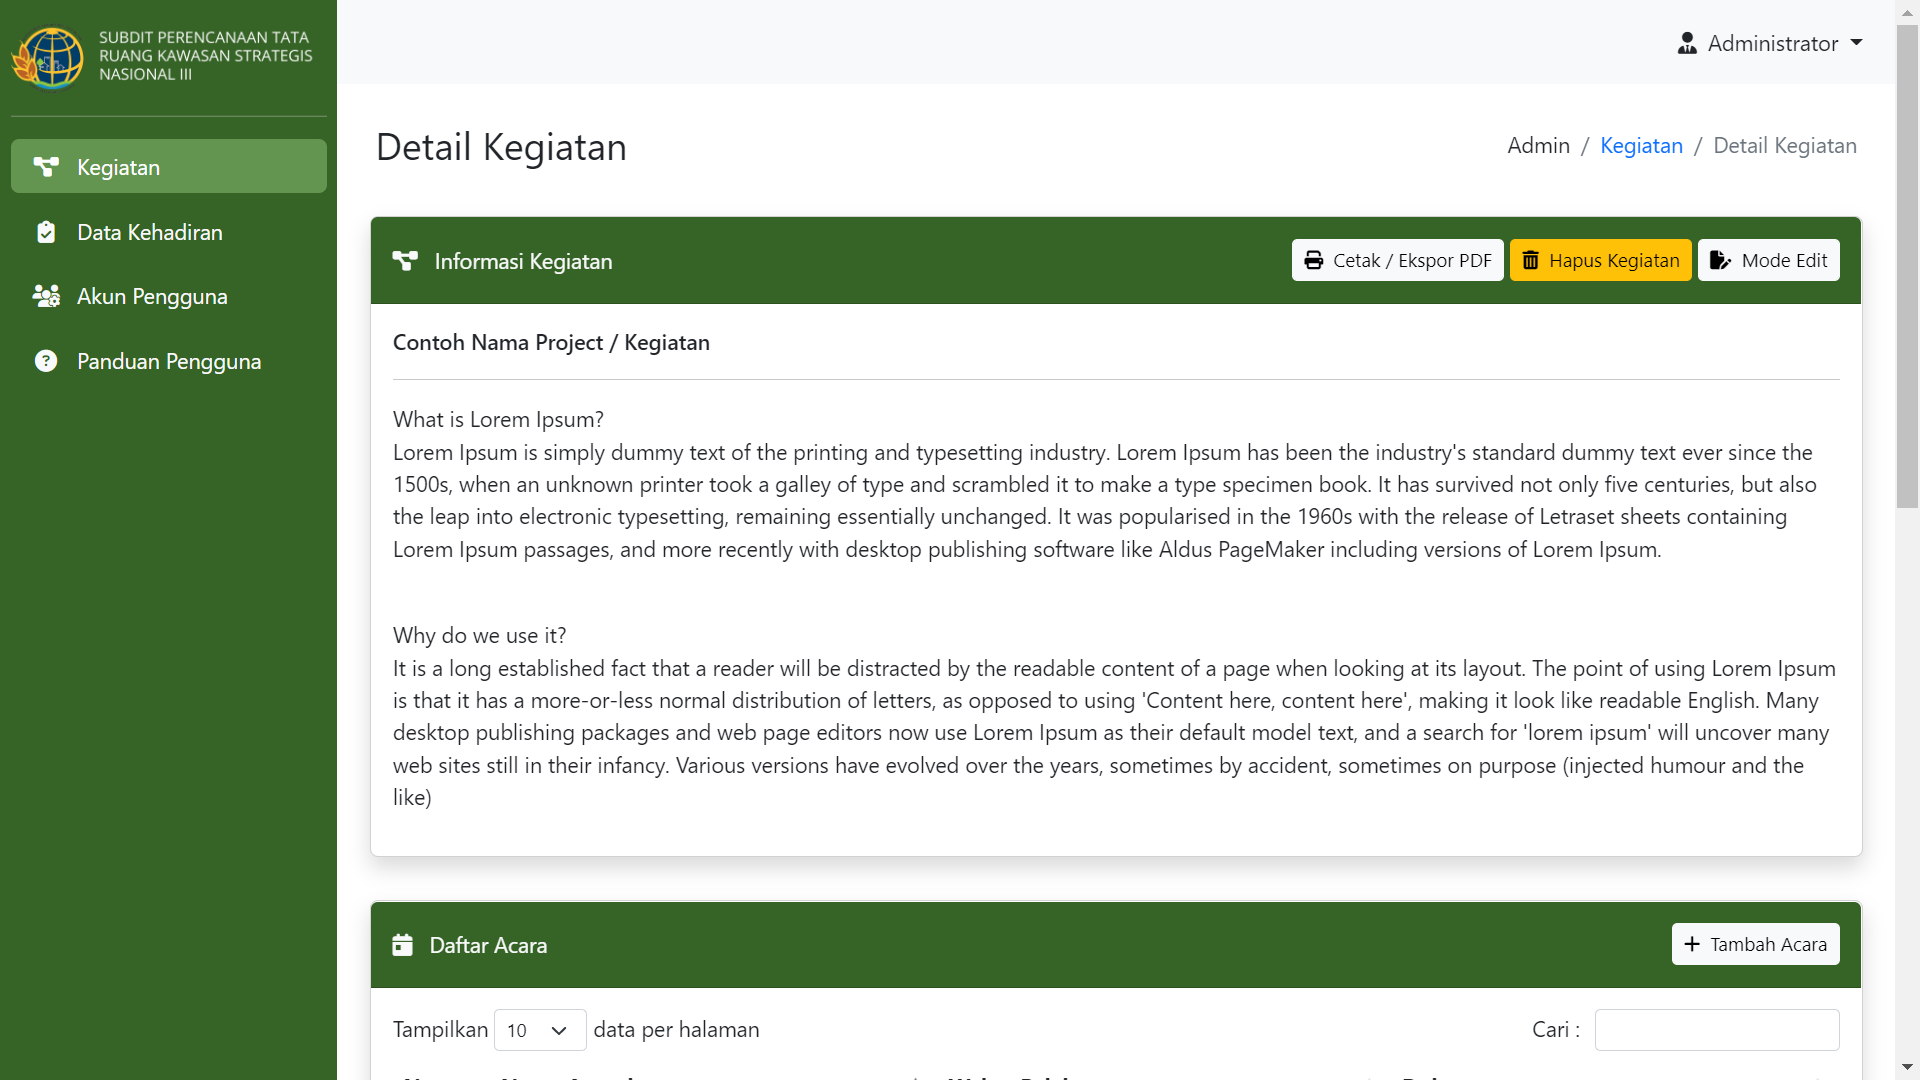 SUBDIT PERENCANAAN TATA
RUANG KAWASAN STRATEGIS
NASIONAL III
Administrator
Kegiatan
Data Kehadiran
Akun Pengguna
Panduan Pengguna
Detail Kegiatan
Admin / Kegiatan / Detail Kegiatan
Informasi Kegiatan
Cetak / Ekspor PDF
Hapus Kegiatan
Mode Edit
Contoh Nama Project / Kegiatan
What is Lorem Ipsum?
Lorem Ipsum is simply dummy text of the printing and typesetting industry. Lorem Ipsum has been the industry's standard dummy text ever since the
1500s, when an unknown printer took a galley of type and scrambled it to make a type specimen book. It has survived not only five centuries, but also
the leap into electronic typesetting, remaining essentially unchanged. It was popularised in the 1960s with the release of Letraset sheets containing
Lorem Ipsum passages, and more recently with desktop publishing software like Aldus PageMaker including versions of Lorem Ipsum.
Why do we use it?
It is a long established fact that a reader will be distracted by the readable content of a page when looking at its layout. The point of using Lorem Ipsum
is that it has a more-or-less normal distribution of letters, as opposed to using 'Content here, content here', making it look like readable English. Many
desktop publishing packages and web page editors now use Lorem Ipsum as their default model text, and a search for 'lorem ipsum' will uncover many
web sites still in their infancy. Various versions have evolved over the years, sometimes by accident, sometimes on purpose (injected humour and the
like)
Daftar Acara
Tambah Acara
Tampilkan 10 data per halaman
Cari :